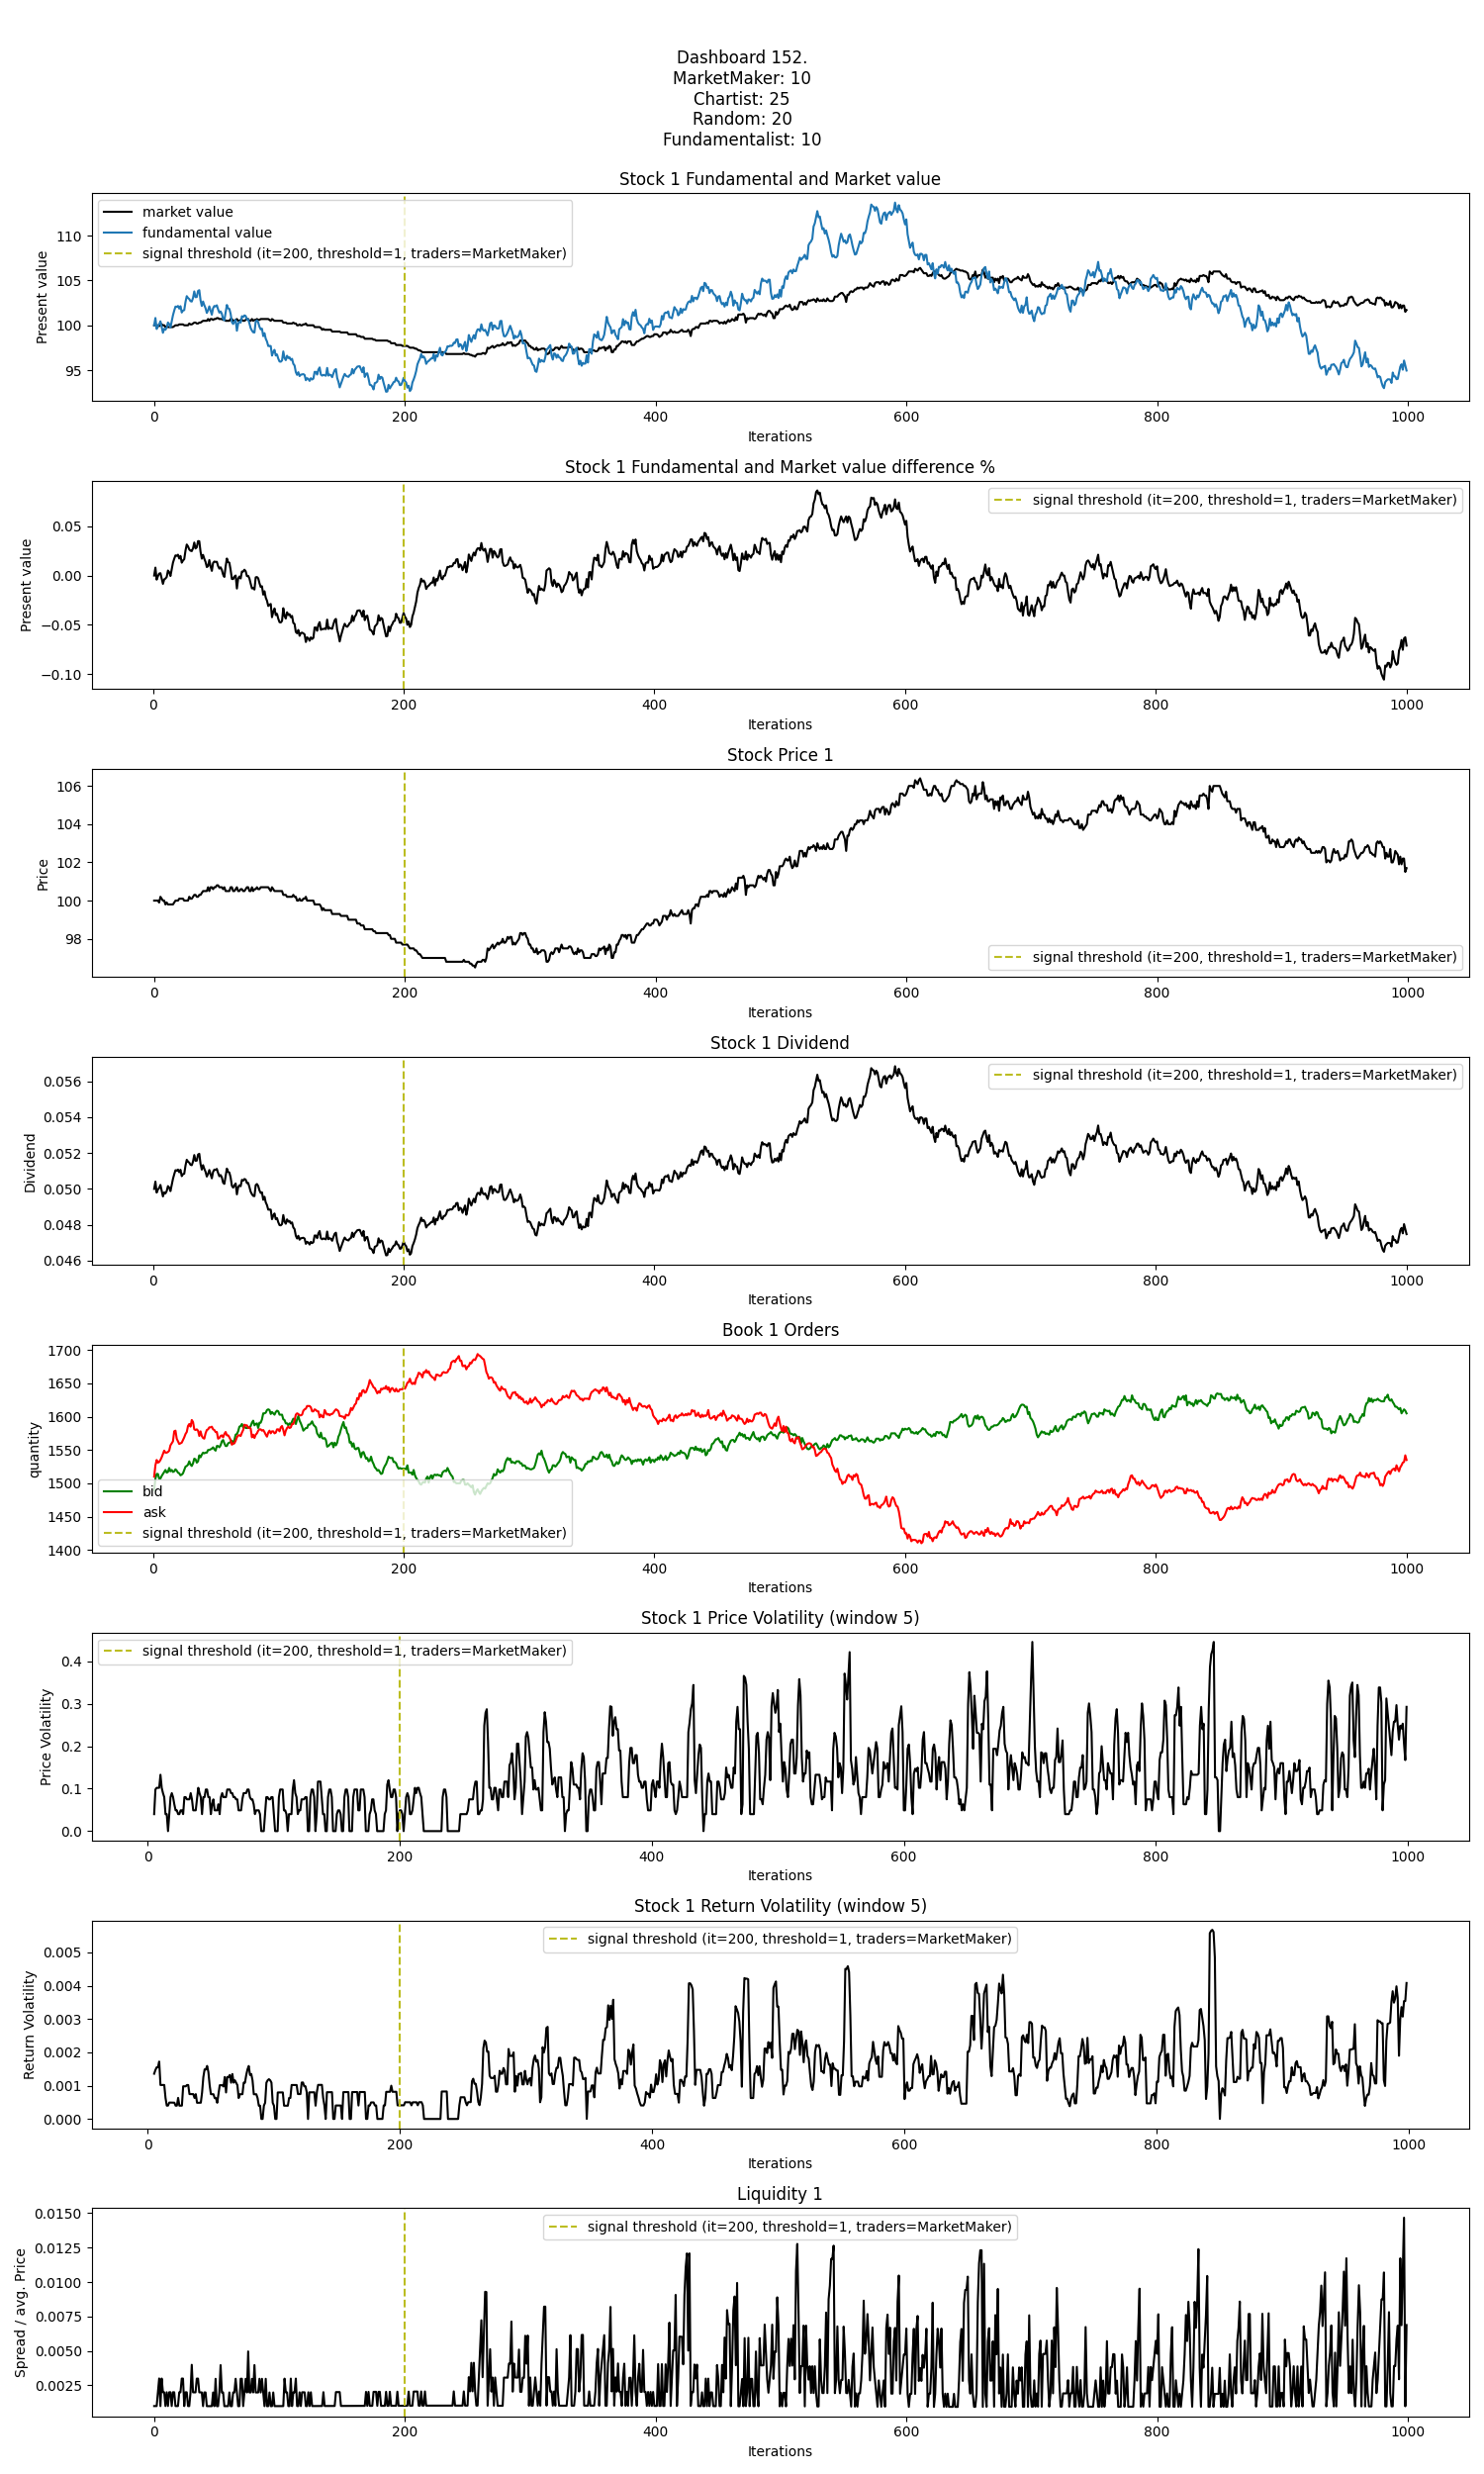 Dashboard 152.
MarketMaker: 10
Chartist: 25
Random: 20
Fundamentalist: 10
Stock 1 Fundamental and Market value
market value
fundamental value
signal threshold (it=200, threshold=1, traders=MarketMaker)
Present value
110
105
100
95
0 200 400 600 800 1000
Iterations
Stock 1 Fundamental and Market value difference %
signal threshold (it=200, threshold=1, traders=MarketMaker)
Present value
0.05
0.00
−0.05
−0.10
0 200 400 600 800 1000
Iterations
Stock Price 1
Price
106
104
102
100
98
signal threshold (it=200, threshold=1, traders=MarketMaker)
0 200 400 600 800 1000
Iterations
Stock 1 Dividend
signal threshold (it=200, threshold=1, traders=MarketMaker)
Dividend
0.056
0.054
0.052
0.050
0.048
0.046
0 200 400 600 800 1000
Iterations
Book 1 Orders
quantity
1700
1650
1600
1550
1500
1450
1400
bid
ask
signal threshold (it=200, threshold=1, traders=MarketMaker)
0 200 400 600 800 1000
Iterations
Stock 1 Price Volatility (window 5)
signal threshold (it=200, threshold=1, traders=MarketMaker)
Price Volatility
0.4
0.3
0.2
0.1
0.0
0 200 400 600 800 1000
Iterations
Stock 1 Return Volatility (window 5)
signal threshold (it=200, threshold=1, traders=MarketMaker)
Return Volatility
0.005
0.004
0.003
0.002
0.001
0.000
0 200 400 600 800 1000
Iterations
Liquidity 1
signal threshold (it=200, threshold=1, traders=MarketMaker)
Spread / avg. Price
0.0150
0.0125
0.0100
0.0075
0.0050
0.0025
0 200 400 600 800 1000
Iterations